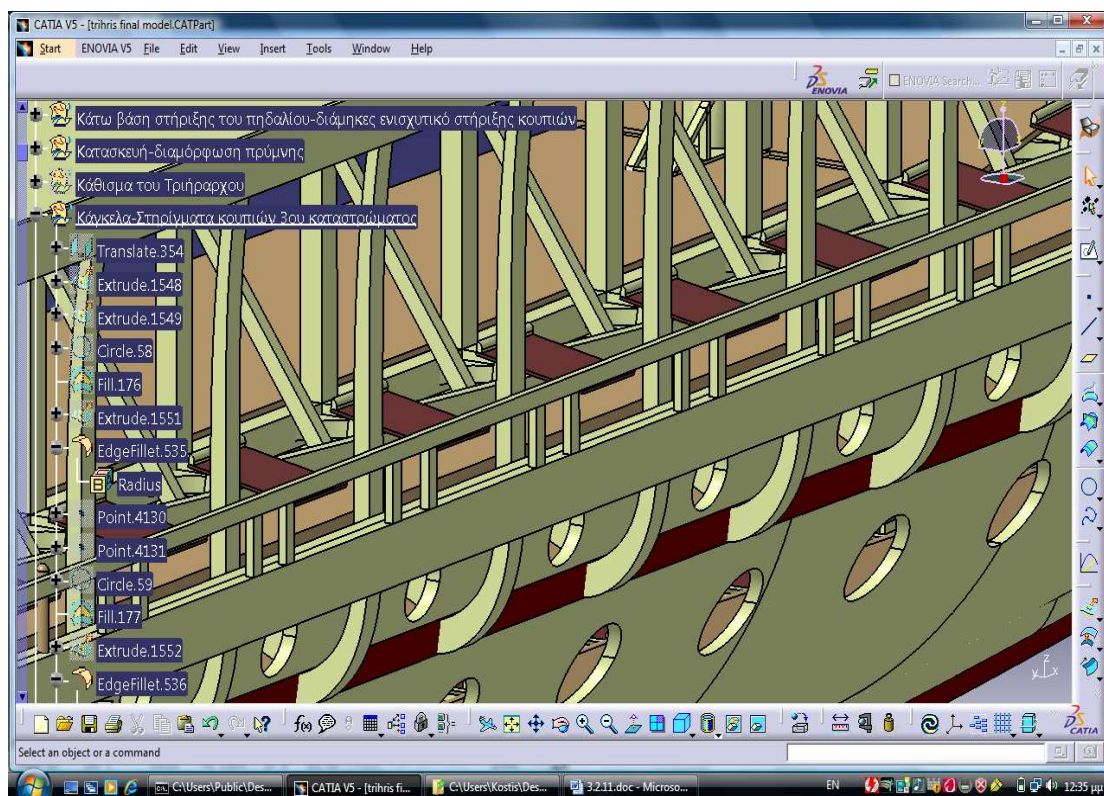 CATIA V5 - [trihris final model.CATPart]
Start ENOVIA V5 File Edit View Insert Tools Window Help
ENOVIA ENOVIA Search...
Κάτω βάση στήριξης του πηδαλίου-διάμηκες ενισχυτικό στήριξης κουπιών
Κατασκευή-διαμόρφωση πρύμνης
Κάθισμα του Τριήραρχου
Κάγκελα-Στηρίγματα κουπιών 3ου καταστρώματος
Translate.354
Extrude.1548
Extrude.1549
Circle.58
Fill.176
Extrude.1551
EdgeFillet.535
Radius
Point.4130
Point.4131
Circle.59
Fill.177
Extrude.1552
EdgeFillet.536
z
y x
f(x)
CATIA
Select an object or a command
C:\Users\Public\Des... CATIA V5 - [trihris fi... C:\Users\Kostis\Des... 3.2.11.doc - Microso... EN 12:35 μμ